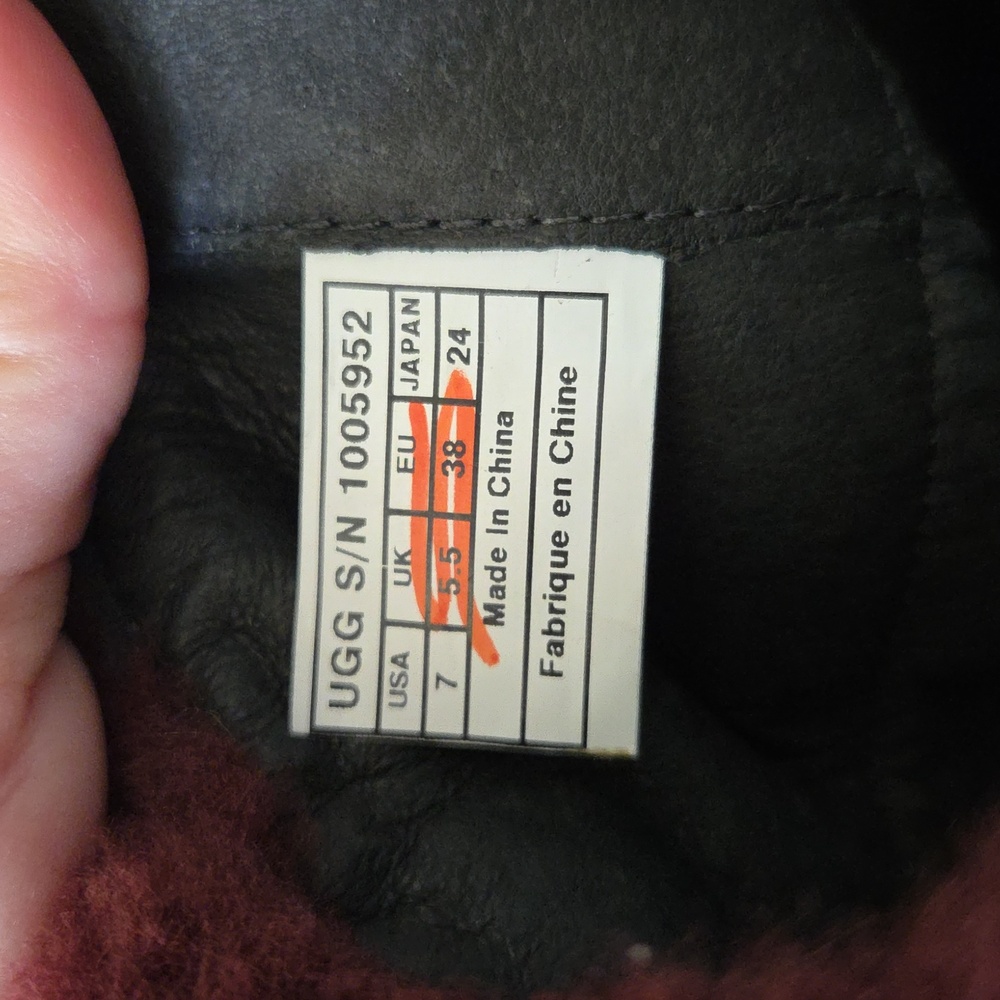 UGG S/N 1005952
USA UK EU JAPAN
7 5.5 38 24
Made In China
Fabrique en Chine